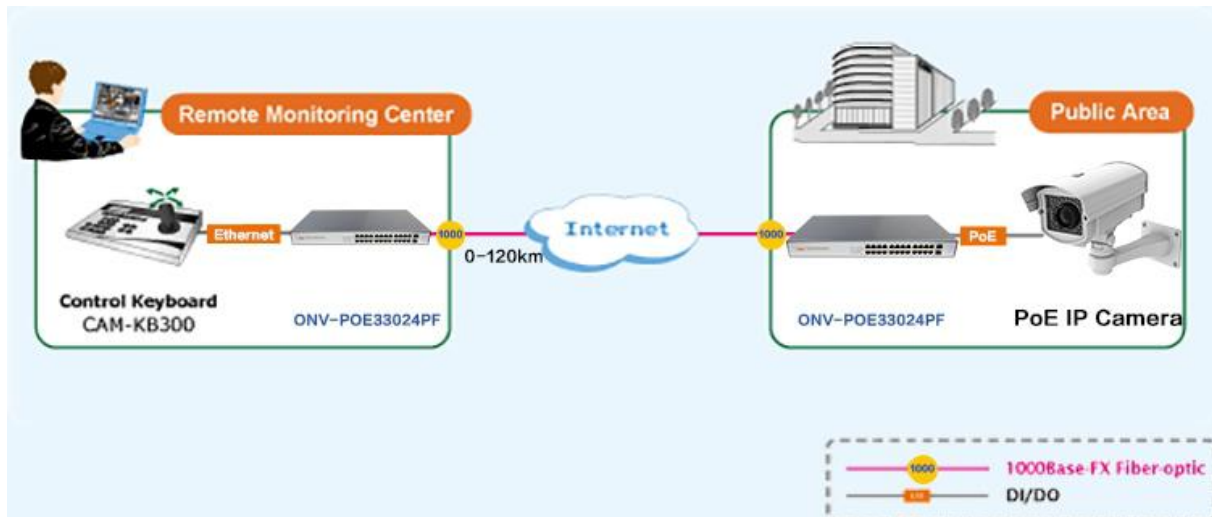 Remote Monitoring Center
Public Area
Ethernet
1000
0-120km
Internet
1000
PoE
Control Keyboard
CAM-KB300
ONV-POE33024PF
ONV-POE33024PF
PoE IP Camera
1000
1000Base-FX Fiber-optic
DI/DO